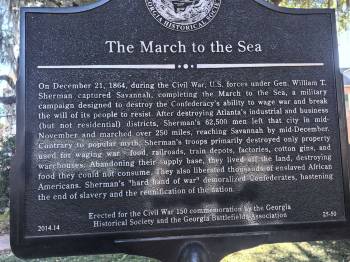 GEORGIA HISTORICAL SOCIETY
The March to the Sea
On December 21, 1864, during the Civil War, U.S. forces under Gen. William T.
Sherman captured Savannah, completing the March to the Sea, a military
campaign designed to destroy the Confederacy's ability to wage war and break
the will of its people to resist. After destroying Atlanta's industrial and business
(but not residential) districts, Sherman's 62,500 men left that city in mid-
November and marched over 250 miles, reaching Savannah by mid-December.
Contrary to popular myth, Sherman's troops primarily destroyed only property
used for waging war - food, railroads, train depots, factories, cotton gins, and
warehouses. Abandoning their supply base, they lived off the land, destroying
food they could not consume. They also liberated thousands of enslaved African
Americans. Sherman's "hard hand of war" demoralized Confederates, hastening
the end of slavery and the reunification of the nation.
Erected for the Civil War 150 commemoration by the Georgia
Historical Society and the Georgia Battlefields Association
2014.14 25-50